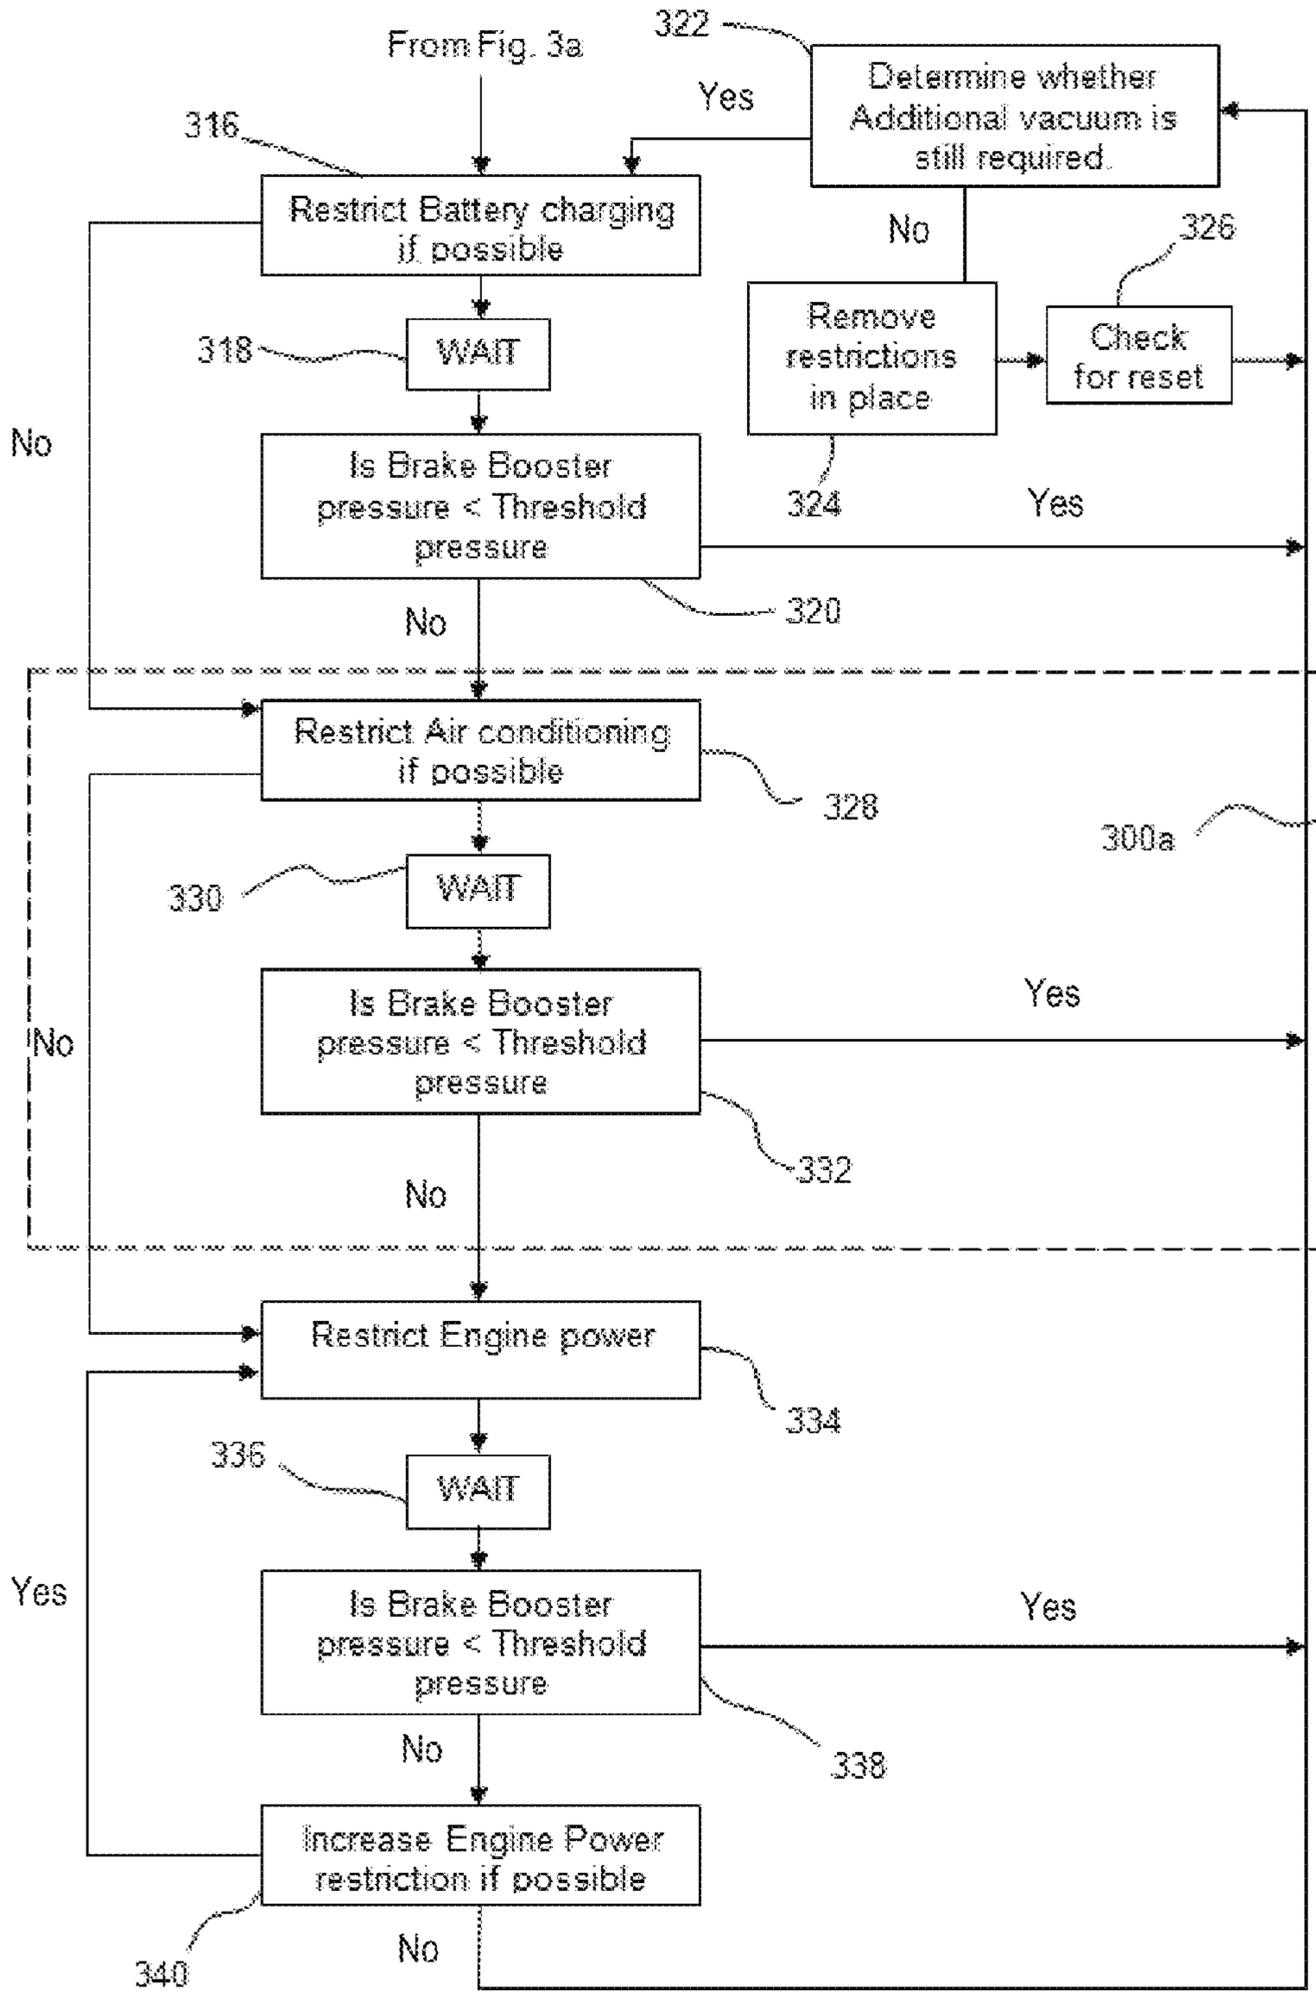 From Fig. 3a
322
Determine whether
Additional vacuum is
still required.
Yes
316
Restrict Battery charging
if possible
No
326
318
WAIT
Remove
restrictions
in place
Check
for reset
No
Is Brake Booster
pressure < Threshold
pressure
324
Yes
320
No
Restrict Air conditioning
if possible
328
300a
330
WAIT
Is Brake Booster
pressure < Threshold
pressure
Yes
No
332
No
Restrict Engine power
334
336
WAIT
Yes
Is Brake Booster
pressure < Threshold
pressure
Yes
No
338
Increase Engine Power
restriction if possible
340
No